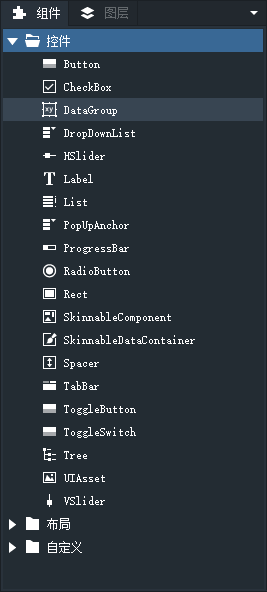 组件 图层
控件
Button
CheckBox
DataGroup
DropDownList
HSlider
Label
List
PopUpAnchor
ProgressBar
RadioButton
Rect
SkinnableComponent
SkinnableDataContainer
Spacer
TabBar
ToggleButton
ToggleSwitch
Tree
UIAsset
VSlider
布局
自定义